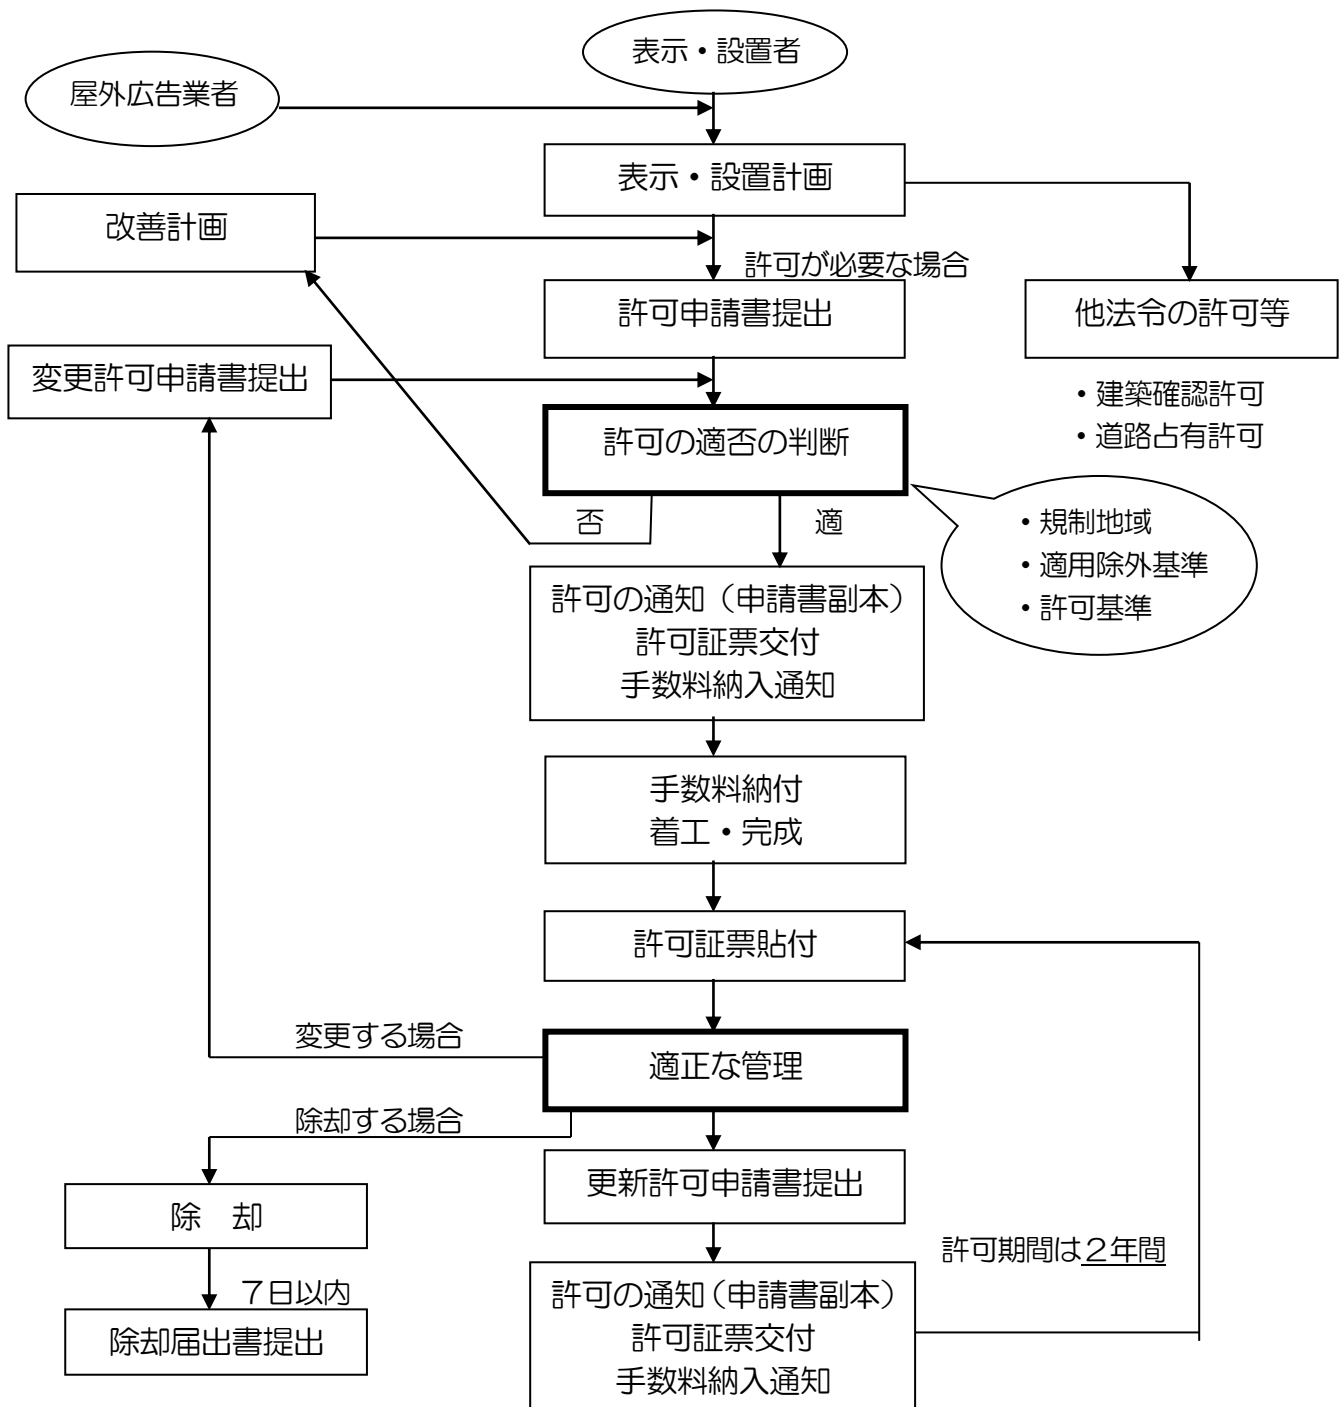 表示・設置者
屋外広告業者
表示・設置計画
改善計画
許可が必要な場合
許可申請書提出
他法令の許可等
変更許可申請書提出
・建築確認許可
・道路占有許可
許可の適否の判断
否
適
・規制地域
・適用除外基準
・許可基準
許可の通知（申請書副本）
許可証票交付
手数料納入通知
手数料納付
着工・完成
許可証票貼付
変更する場合
適正な管理
除却する場合
更新許可申請書提出
除　却
許可期間は２年間
７日以内
除却届出書提出
許可の通知（申請書副本）
許可証票交付
手数料納入通知